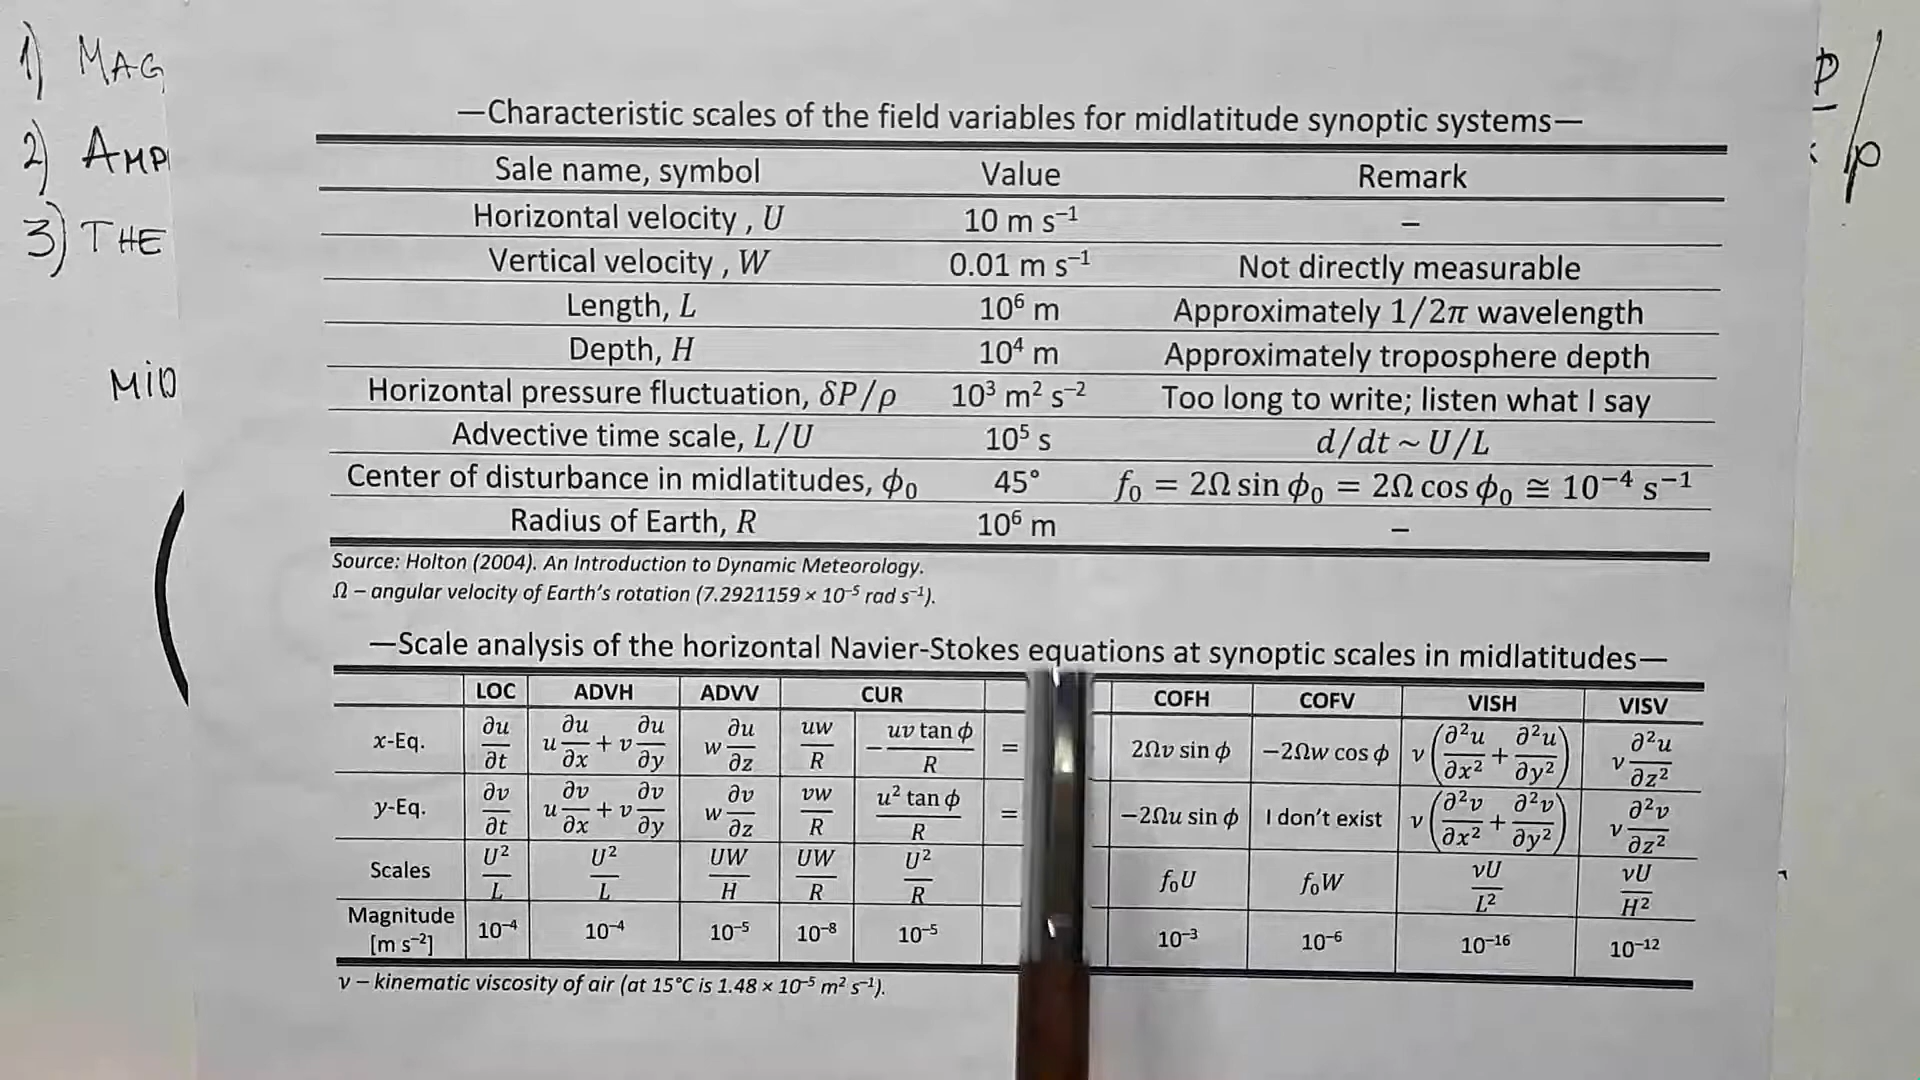 1) MAG
2) AMP
3) THE
MID
P
p
—Characteristic scales of the field variables for midlatitude synoptic systems—
Sale name, symbol Value Remark
Horizontal velocity , U 10 m s⁻¹ –
Vertical velocity , W 0.01 m s⁻¹ Not directly measurable
Length, L 10⁶ m Approximately 1/2π wavelength
Depth, H 10⁴ m Approximately troposphere depth
Horizontal pressure fluctuation, δP/ρ 10³ m² s⁻² Too long to write; listen what I say
Advective time scale, L/U 10⁵ s d/dt ~ U/L
Center of disturbance in midlatitudes, ϕ₀ 45° f₀ = 2Ω sin ϕ₀ = 2Ω cos ϕ₀ ≅ 10⁻⁴ s⁻¹
Radius of Earth, R 10⁶ m –
Source: Holton (2004). An Introduction to Dynamic Meteorology.
Ω – angular velocity of Earth's rotation (7.2921159 × 10⁻⁵ rad s⁻¹).
—Scale analysis of the horizontal Navier-Stokes equations at synoptic scales in midlatitudes—
LOC ADVH ADVV CUR COFH COFV VISH VISV
x-Eq. ∂u/∂t u ∂u/∂x + v ∂u/∂y w ∂u/∂z uw/R − uv tan ϕ/R = 2Ωv sin ϕ −2Ωw cos ϕ ν(∂²u/∂x² + ∂²u/∂y²) ν ∂²u/∂z²
y-Eq. ∂v/∂t u ∂v/∂x + v ∂v/∂y w ∂v/∂z vw/R u² tan ϕ/R = −2Ωu sin ϕ I don't exist ν(∂²v/∂x² + ∂²v/∂y²) ν ∂²v/∂z²
Scales U²/L U²/L UW/H UW/R U²/R f₀U f₀W νU/L² νU/H²
Magnitude [m s⁻²] 10⁻⁴ 10⁻⁴ 10⁻⁵ 10⁻⁸ 10⁻⁵ 10⁻³ 10⁻⁶ 10⁻¹⁶ 10⁻¹²
ν – kinematic viscosity of air (at 15°C is 1.48 × 10⁻⁵ m² s⁻¹).